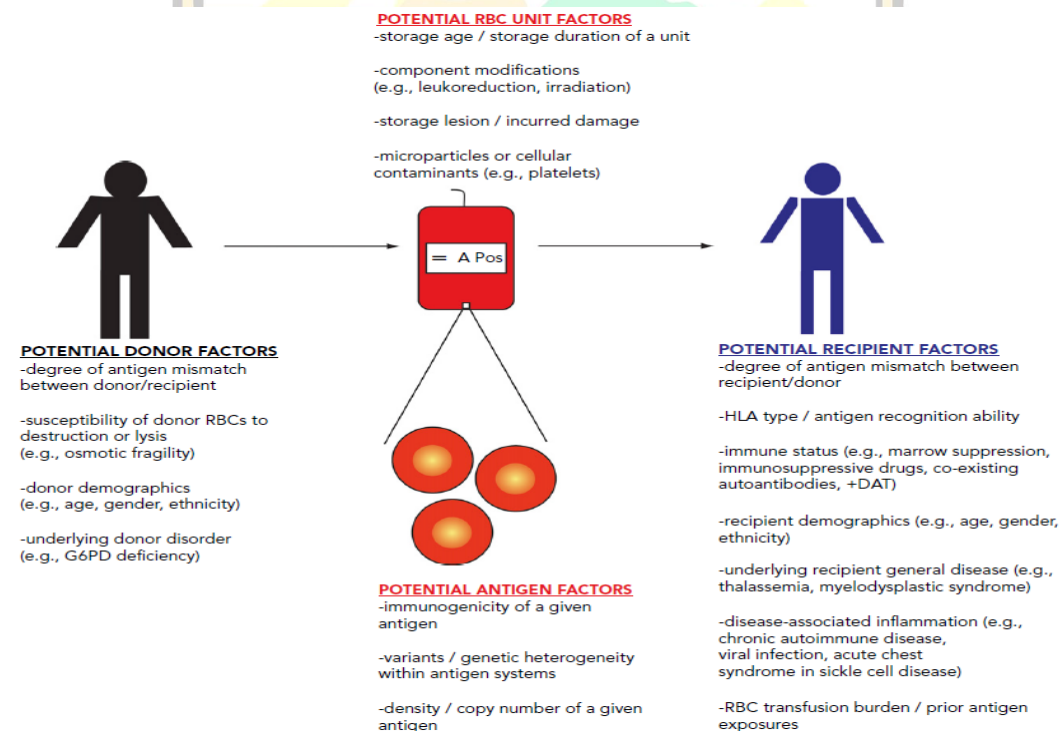 POTENTIAL RBC UNIT FACTORS
-storage age / storage duration of a unit
-component modifications
(e.g., leukoreduction, irradiation)
-storage lesion / incurred damage
-microparticles or cellular
contaminants (e.g., platelets)
= A Pos
POTENTIAL DONOR FACTORS
-degree of antigen mismatch
between donor/recipient
-susceptibility of donor RBCs to
destruction or lysis
(e.g., osmotic fragility)
-donor demographics
(e.g., age, gender, ethnicity)
-underlying donor disorder
(e.g., G6PD deficiency)
POTENTIAL ANTIGEN FACTORS
-immunogenicity of a given
antigen
-variants / genetic heterogeneity
within antigen systems
-density / copy number of a given
antigen
POTENTIAL RECIPIENT FACTORS
-degree of antigen mismatch between
recipient/donor
-HLA type / antigen recognition ability
-immune status (e.g., marrow suppression,
immunosuppressive drugs, co-existing
autoantibodies, +DAT)
-recipient demographics (e.g., age, gender,
ethnicity)
-underlying recipient general disease (e.g.,
thalassemia, myelodysplastic syndrome)
-disease-associated inflammation (e.g.,
chronic autoimmune disease,
viral infection, acute chest
syndrome in sickle cell disease)
-RBC transfusion burden / prior antigen
exposures